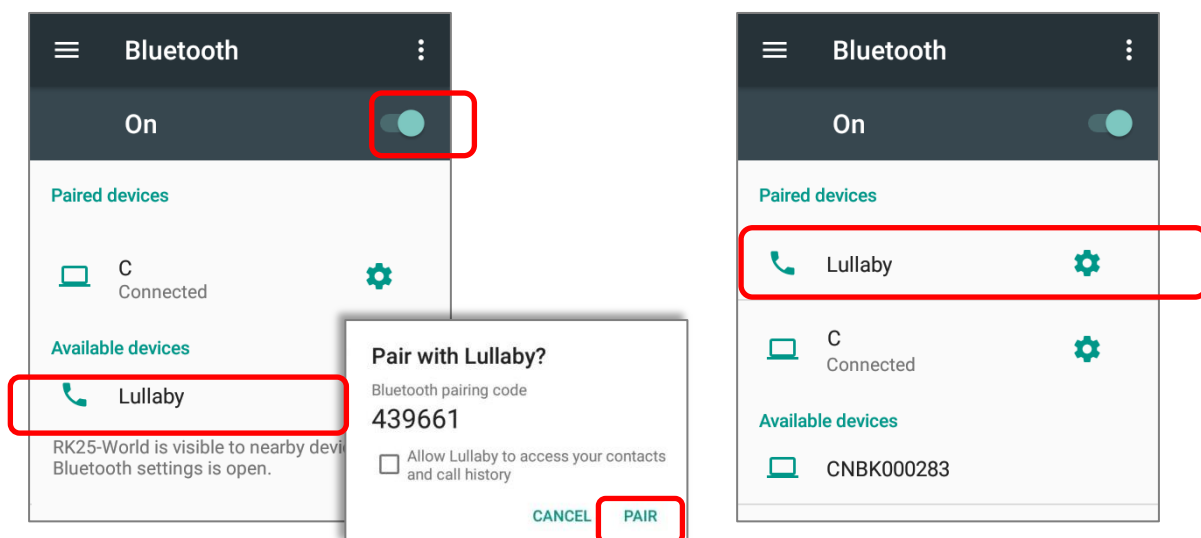 Bluetooth
On
Paired devices
C
Connected
Available devices
Lullaby
RK25-World is visible to nearby devi
Bluetooth settings is open.
Pair with Lullaby?
Bluetooth pairing code
439661
Allow Lullaby to access your contacts
and call history
CANCEL PAIR
Bluetooth
On
Paired devices
Lullaby
C
Connected
Available devices
CNBK000283